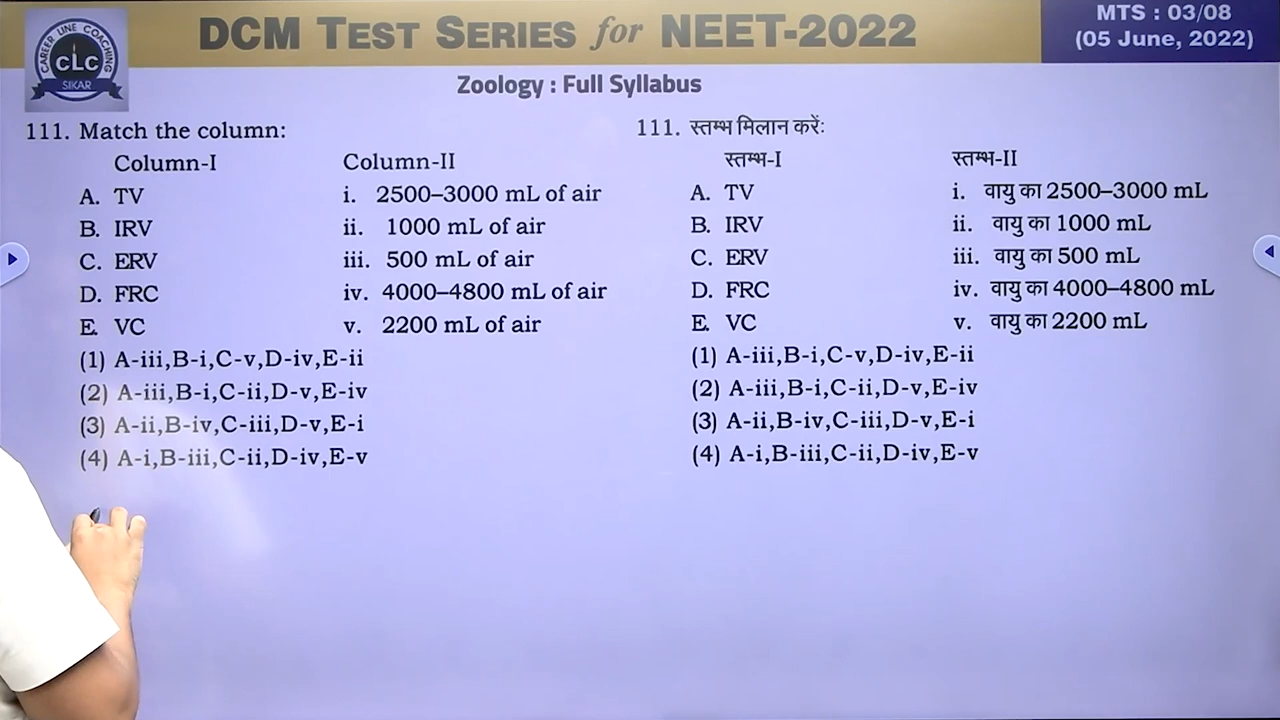 DCM TEST SERIES for NEET-2022
MTS : 03/08
(05 June, 2022)
CAREER LINE COACHING
CLC
SIKAR
Zoology : Full Syllabus
111. Match the column:
Column-I Column-II
A. TV i. 2500–3000 mL of air
B. IRV ii. 1000 mL of air
C. ERV iii. 500 mL of air
D. FRC iv. 4000–4800 mL of air
E. VC v. 2200 mL of air
(1) A-iii,B-i,C-v,D-iv,E-ii
(2) A-iii,B-i,C-ii,D-v,E-iv
(3) A-ii,B-iv,C-iii,D-v,E-i
(4) A-i,B-iii,C-ii,D-iv,E-v
111. स्तम्भ मिलान करें:
स्तम्भ-I स्तम्भ-II
A. TV i. वायु का 2500–3000 mL
B. IRV ii. वायु का 1000 mL
C. ERV iii. वायु का 500 mL
D. FRC iv. वायु का 4000–4800 mL
E. VC v. वायु का 2200 mL
(1) A-iii,B-i,C-v,D-iv,E-ii
(2) A-iii,B-i,C-ii,D-v,E-iv
(3) A-ii,B-iv,C-iii,D-v,E-i
(4) A-i,B-iii,C-ii,D-iv,E-v